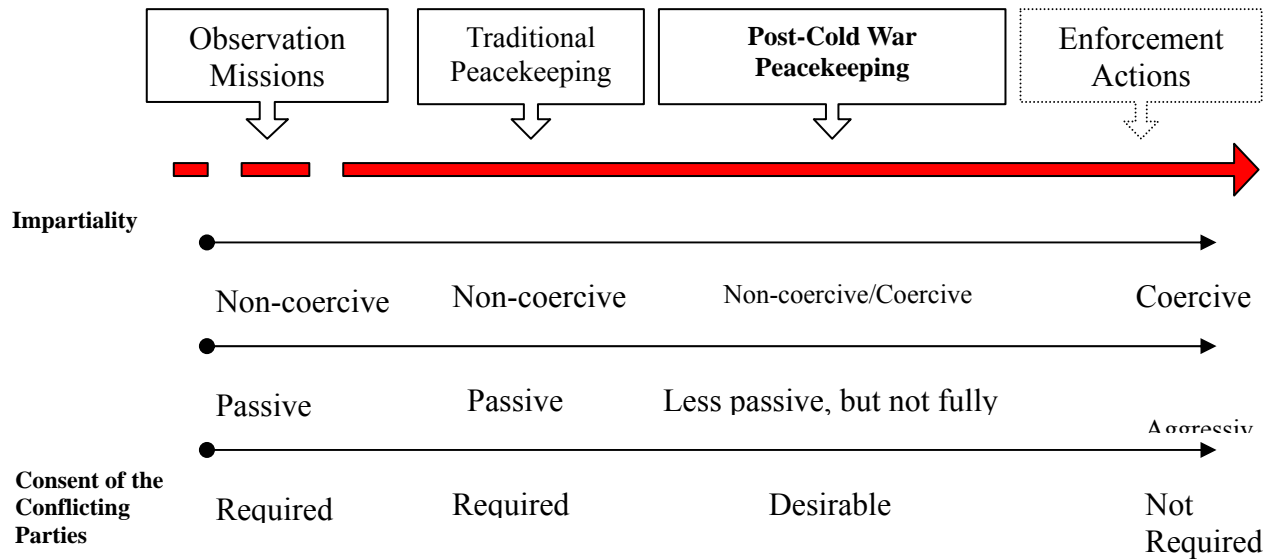 Observation
Missions
Traditional
Peacekeeping
Post-Cold War
Peacekeeping
Enforcement
Actions
Impartiality
Non-coercive
Non-coercive
Non-coercive/Coercive
Coercive
Passive
Passive
Less passive, but not fully
Aggressiv
Consent of the
Conflicting
Parties
Required
Required
Desirable
Not
Required